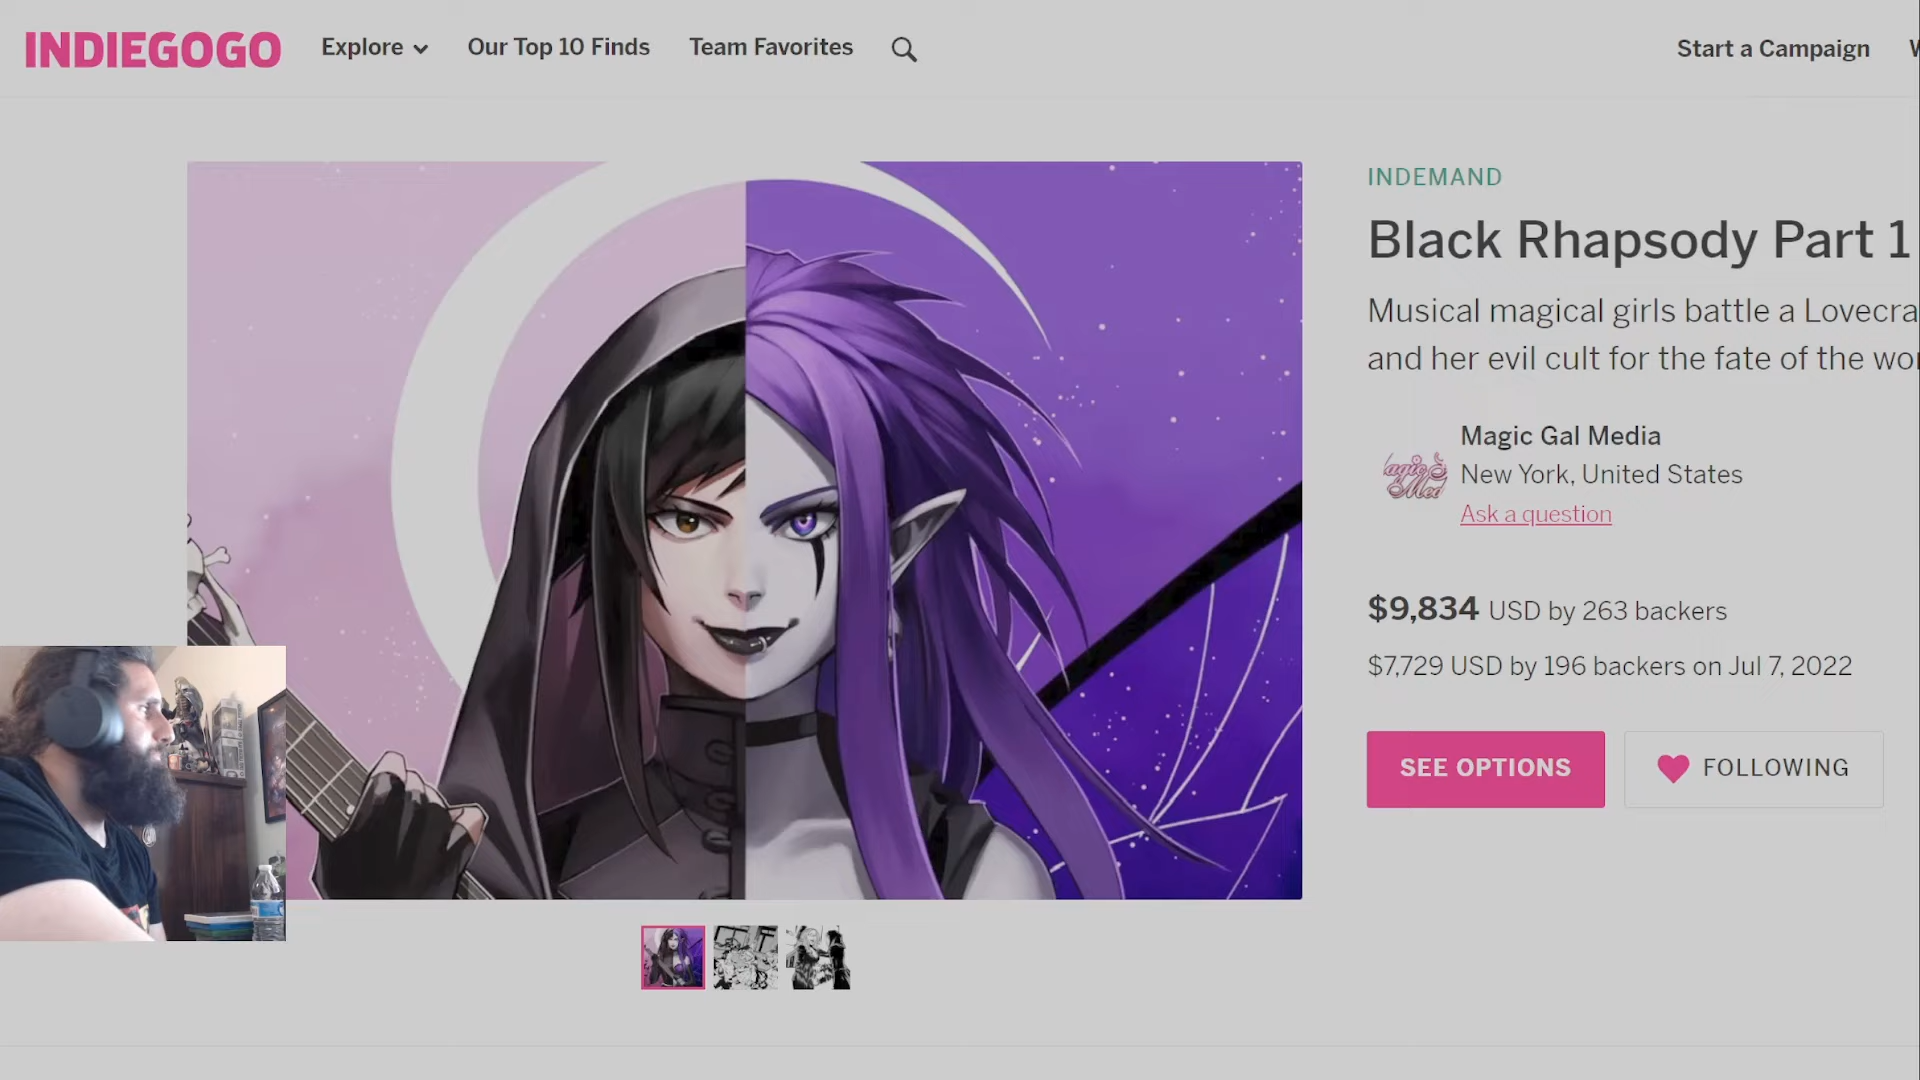 INDIEGOGO
Explore
Our Top 10 Finds
Team Favorites
Start a Campaign
INDEMAND
Black Rhapsody Part 1
Musical magical girls battle a Lovecra
and her evil cult for the fate of the wo
Magic Gal Media
New York, United States
Ask a question
$9,834 USD by 263 backers
$7,729 USD by 196 backers on Jul 7, 2022
SEE OPTIONS
FOLLOWING